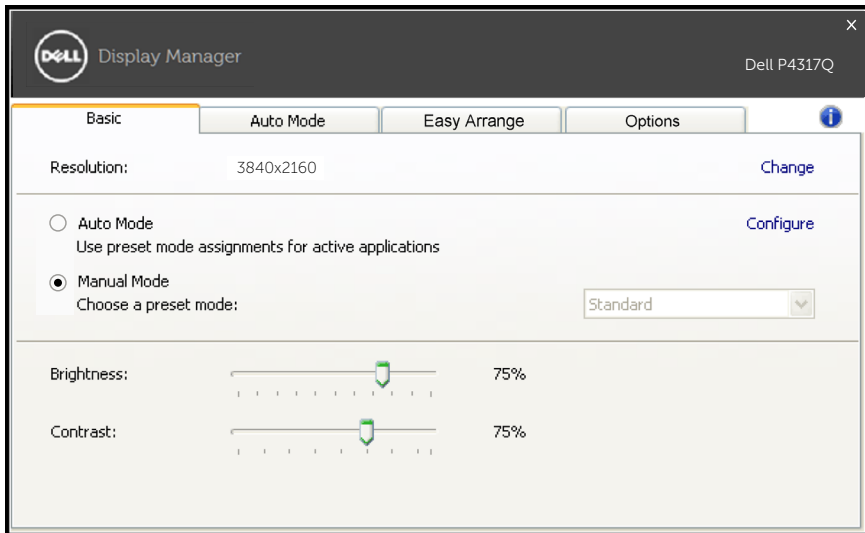 DELL Display Manager
Dell P4317Q
Basic Auto Mode Easy Arrange Options
Resolution: 3840x2160 Change
Auto Mode Configure
Use preset mode assignments for active applications
Manual Mode
Choose a preset mode: Standard
Brightness: 75%
Contrast: 75%